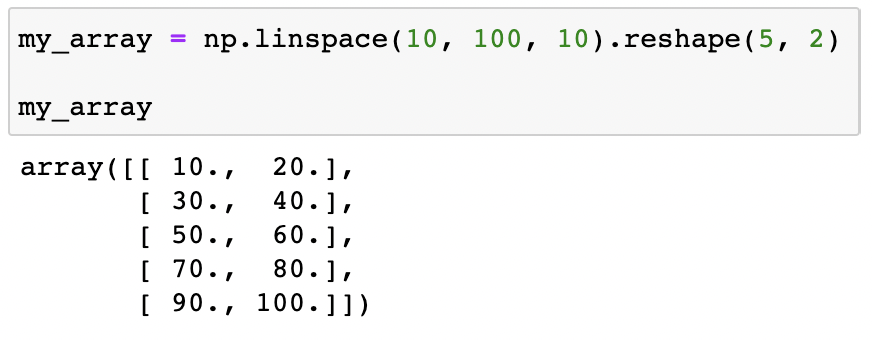 my_array = np.linspace(10, 100, 10).reshape(5, 2)
my_array
array([[ 10.,  20.],
       [ 30.,  40.],
       [ 50.,  60.],
       [ 70.,  80.],
       [ 90., 100.]])